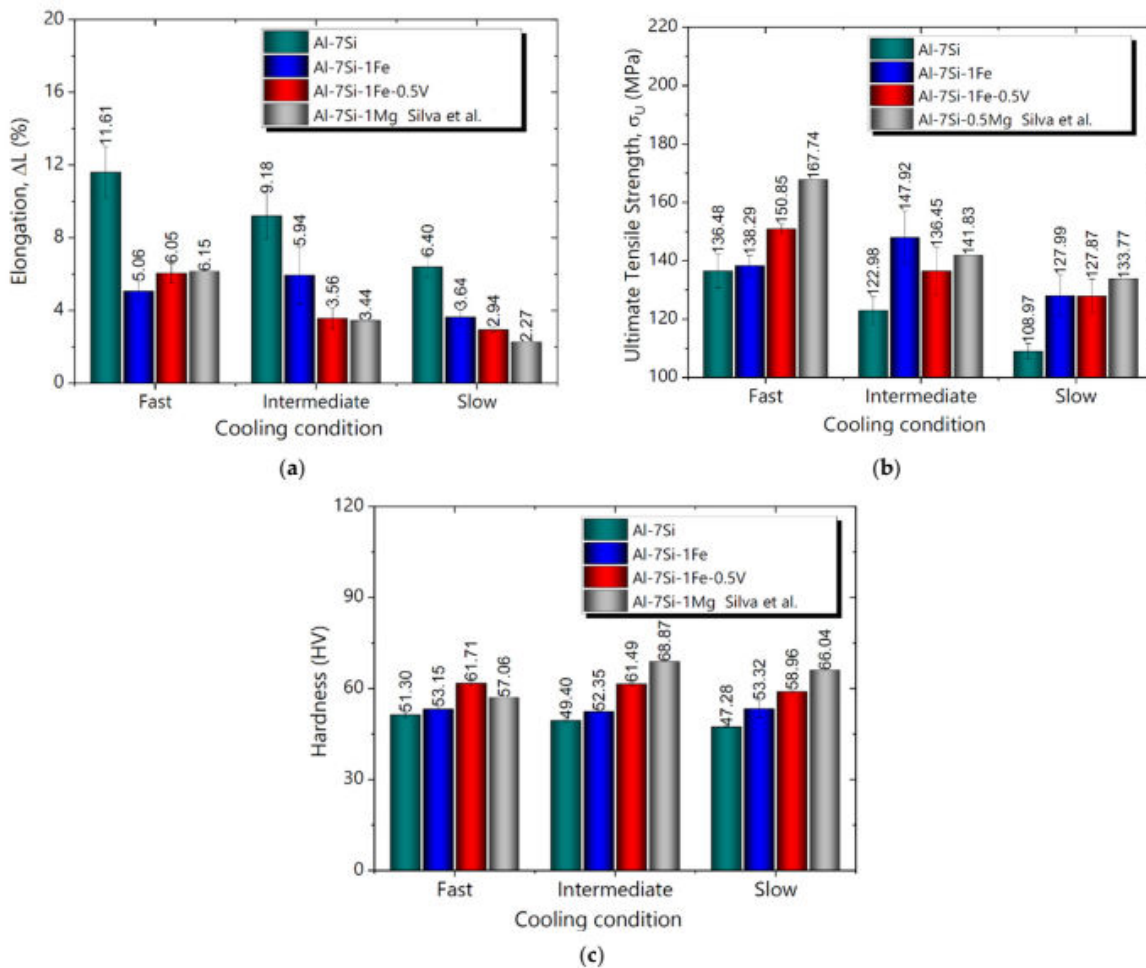 20
16
12
8
4
0
Elongation, ΔL (%)
Al-7Si
Al-7Si-1Fe
Al-7Si-1Fe-0.5V
Al-7Si-1Mg Silva et al.
11.61
5.06
6.05
6.15
9.18
5.94
3.56
3.44
6.40
3.64
2.94
2.27
Fast
Intermediate
Slow
Cooling condition
(a)
220
200
180
160
140
120
100
Ultimate Tensile Strength, σU (MPa)
Al-7Si
Al-7Si-1Fe
Al-7Si-1Fe-0.5V
Al-7Si-0.5Mg Silva et al.
136.48
138.29
150.85
167.74
122.98
147.92
136.45
141.83
108.97
127.99
127.87
133.77
Fast
Intermediate
Slow
Cooling condition
(b)
120
90
60
30
0
Hardness (HV)
Al-7Si
Al-7Si-1Fe
Al-7Si-1Fe-0.5V
Al-7Si-1Mg Silva et al.
51.30
53.15
61.71
57.06
49.40
52.35
61.49
68.87
47.28
53.32
58.96
66.04
Fast
Intermediate
Slow
Cooling condition
(c)